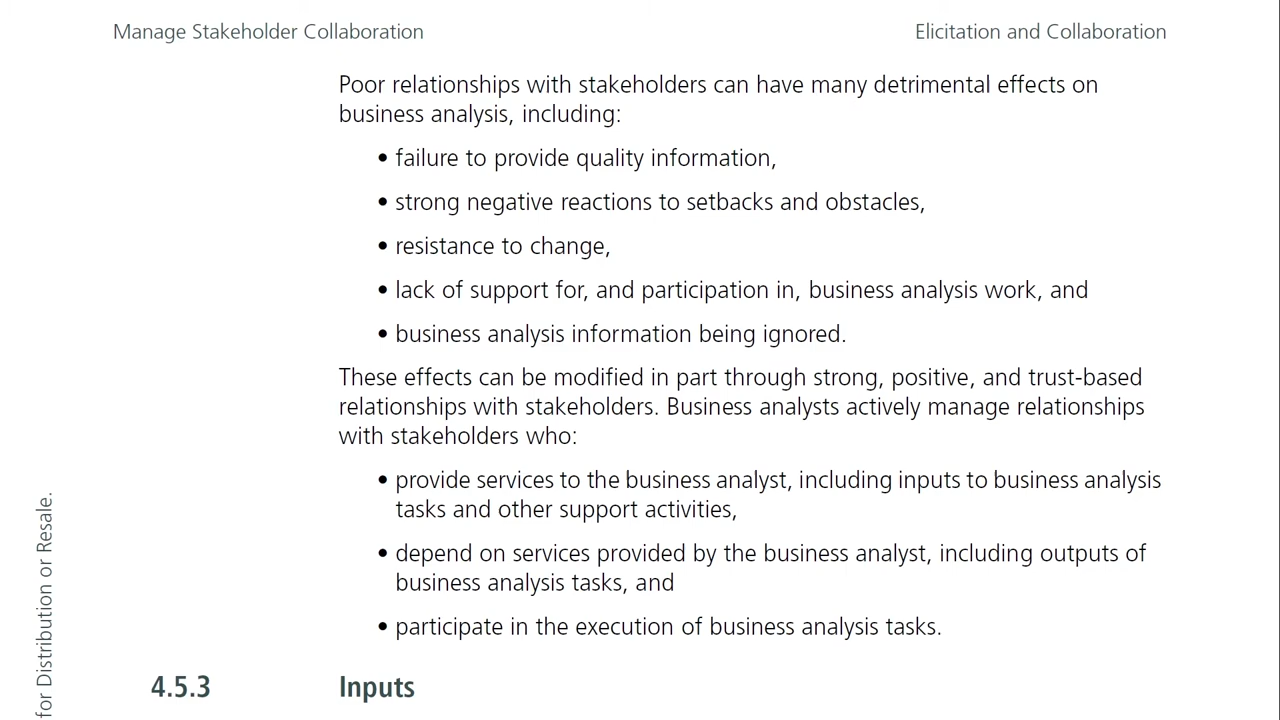 Manage Stakeholder Collaboration
Elicitation and Collaboration
Poor relationships with stakeholders can have many detrimental effects on
business analysis, including:
• failure to provide quality information,
• strong negative reactions to setbacks and obstacles,
• resistance to change,
• lack of support for, and participation in, business analysis work, and
• business analysis information being ignored.
These effects can be modified in part through strong, positive, and trust-based
relationships with stakeholders. Business analysts actively manage relationships
with stakeholders who:
• provide services to the business analyst, including inputs to business analysis
tasks and other support activities,
• depend on services provided by the business analyst, including outputs of
business analysis tasks, and
• participate in the execution of business analysis tasks.
4.5.3 Inputs
for Distribution or Resale.